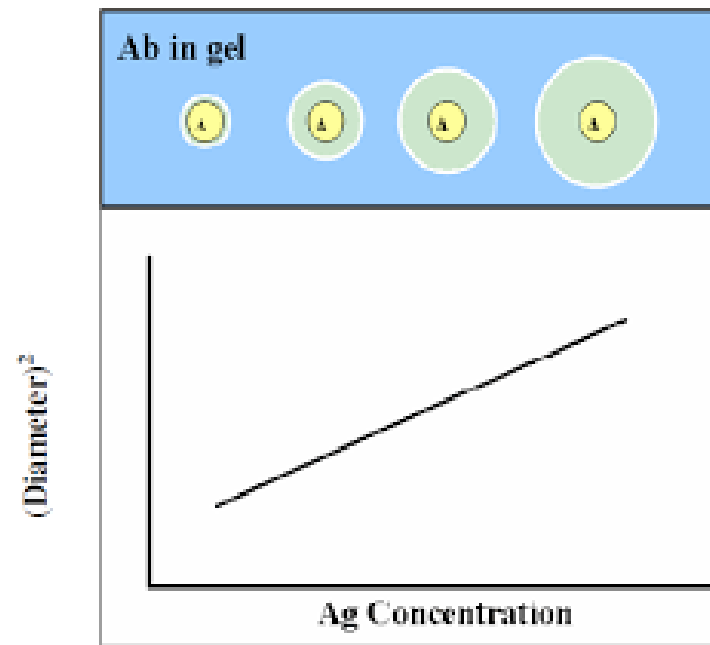 Ab in gel
A A A A
(Diameter)²
Ag Concentration